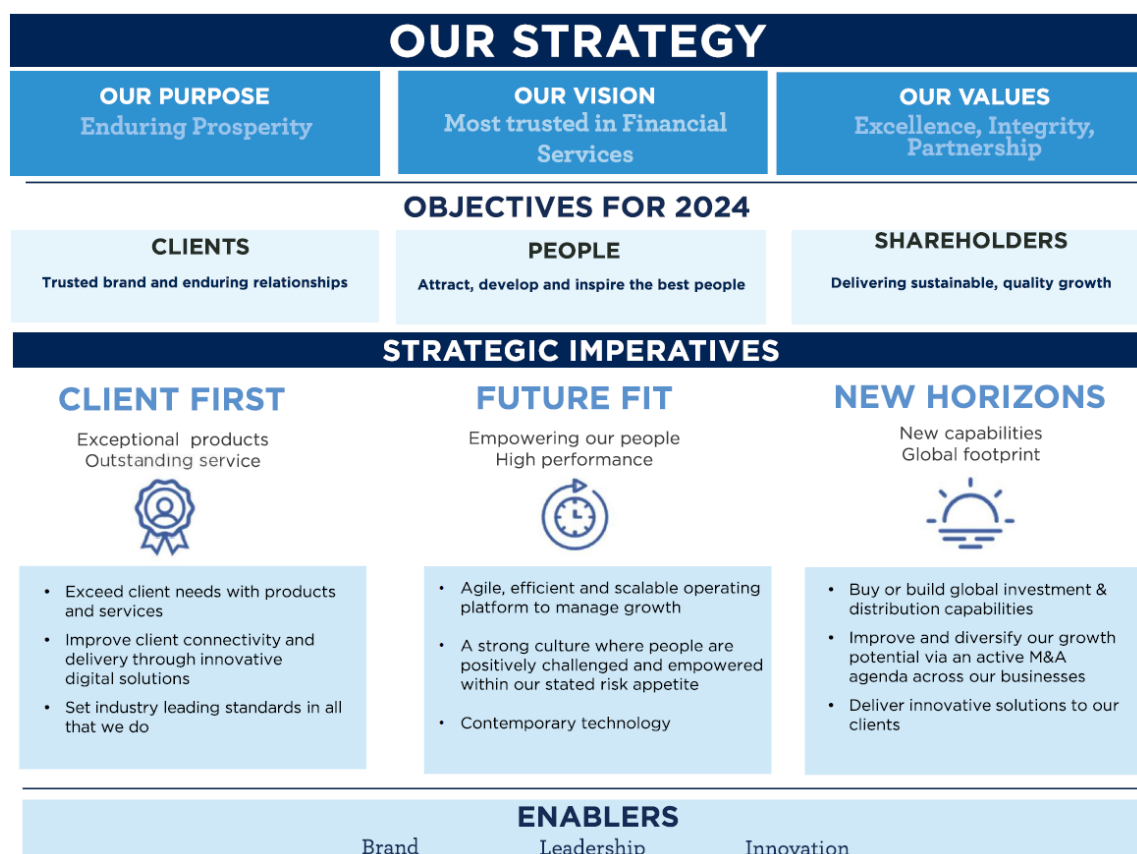 OUR STRATEGY
OUR PURPOSE
Enduring Prosperity
OUR VISION
Most trusted in Financial
Services
OUR VALUES
Excellence, Integrity,
Partnership
OBJECTIVES FOR 2024
CLIENTS
Trusted brand and enduring relationships
PEOPLE
Attract, develop and inspire the best people
SHAREHOLDERS
Delivering sustainable, quality growth
STRATEGIC IMPERATIVES
CLIENT FIRST
Exceptional products
Outstanding service
• Exceed client needs with products
and services
• Improve client connectivity and
delivery through innovative
digital solutions
• Set industry leading standards in all
that we do
FUTURE FIT
Empowering our people
High performance
• Agile, efficient and scalable operating
platform to manage growth
• A strong culture where people are
positively challenged and empowered
within our stated risk appetite
• Contemporary technology
NEW HORIZONS
New capabilities
Global footprint
• Buy or build global investment &
distribution capabilities
• Improve and diversify our growth
potential via an active M&A
agenda across our businesses
• Deliver innovative solutions to our
clients
ENABLERS
Brand Leadership Innovation